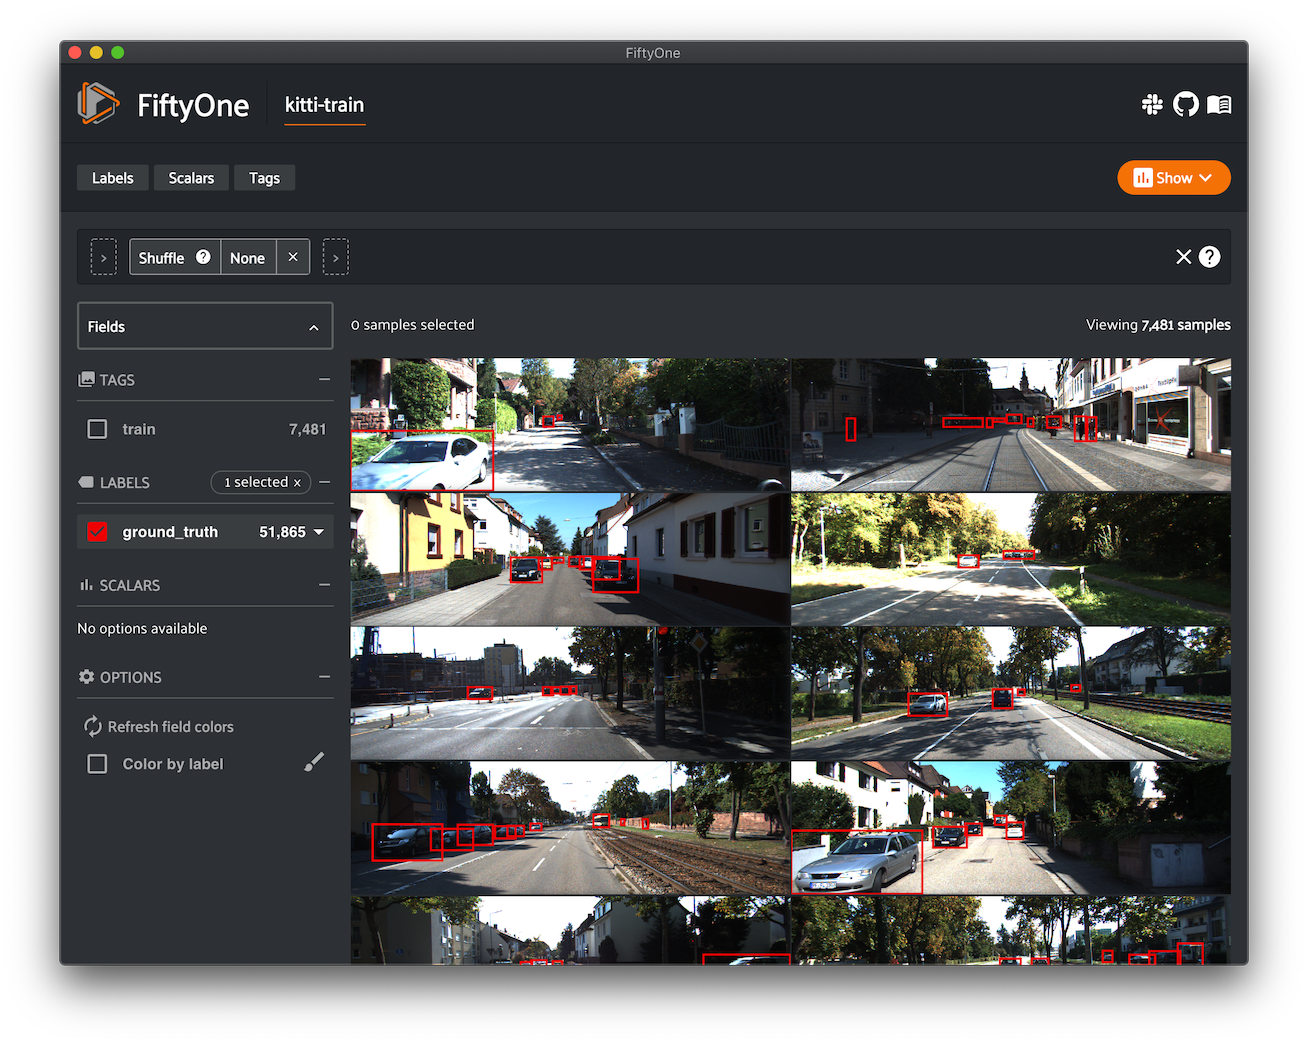 FiftyOne
FiftyOne
kitti-train
Labels
Scalars
Tags
Show
Shuffle ? None ×
?
Fields
0 samples selected
Viewing 7,481 samples
TAGS
train 7,481
LABELS
1 selected ×
ground_truth 51,865
SCALARS
No options available
OPTIONS
Refresh field colors
Color by label